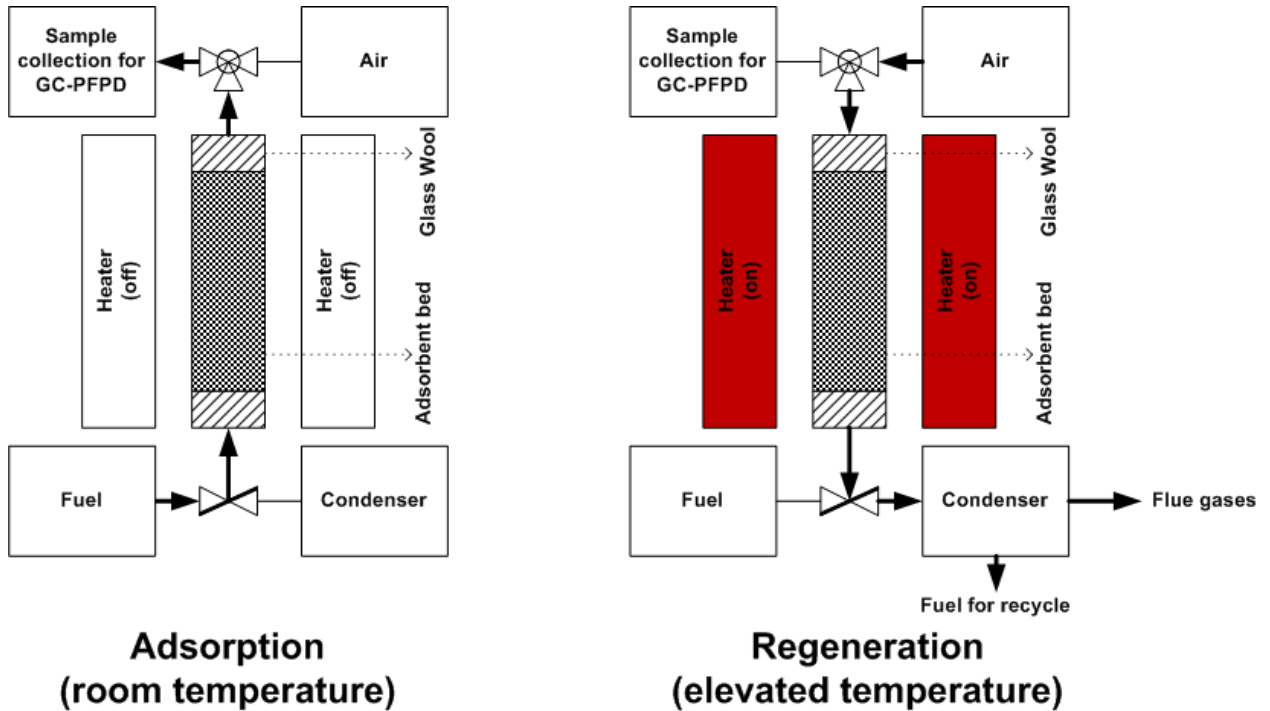 Sample
collection for
GC-PFPD
Air
Heater
(off)
Heater
(off)
Glass Wool
Adsorbent bed
Fuel
Condenser
Adsorption
(room temperature)
Sample
collection for
GC-PFPD
Air
Heater
(on)
Heater
(on)
Glass Wool
Adsorbent bed
Fuel
Condenser
Flue gases
Fuel for recycle
Regeneration
(elevated temperature)